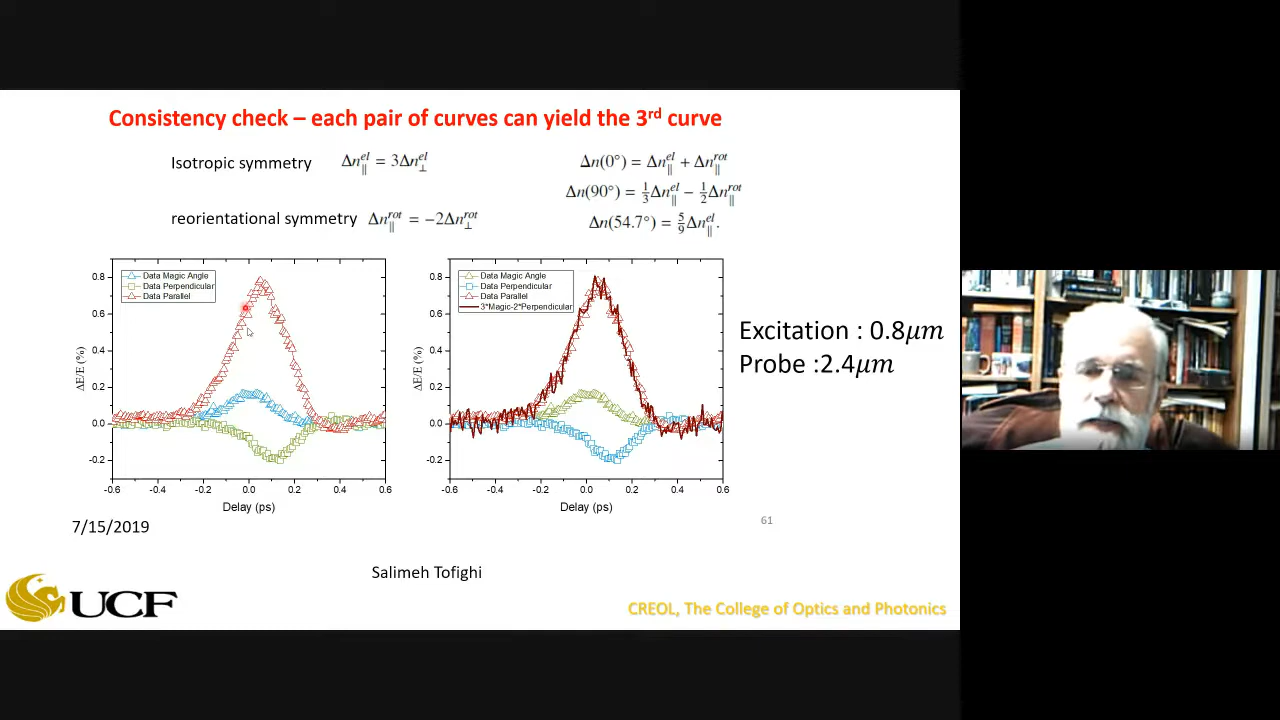 Consistency check – each pair of curves can yield the 3rd curve
Isotropic symmetry Δn∥^el = 3Δn⊥^el
reorientational symmetry Δn∥^rot = −2Δn⊥^rot
Δn(0°) = Δn∥^el + Δn∥^rot
Δn(90°) = 1/3 Δn∥^el − 1/2 Δn∥^rot
Δn(54.7°) = 5/9 Δn∥^el.
Data Magic Angle
Data Perpendicular
Data Parallel
ΔE/E (%)
0.8
0.6
0.4
0.2
0.0
-0.2
-0.6 -0.4 -0.2 0.0 0.2 0.4 0.6
Delay (ps)
Data Magic Angle
Data Perpendicular
Data Parallel
3*Magic-2*Perpendicular
ΔE/E (%)
0.8
0.6
0.4
0.2
0.0
-0.2
-0.6 -0.4 -0.2 0.0 0.2 0.4 0.6
Delay (ps)
Excitation : 0.8μm
Probe :2.4μm
7/15/2019
61
Salimeh Tofighi
UCF
CREOL, The College of Optics and Photonics